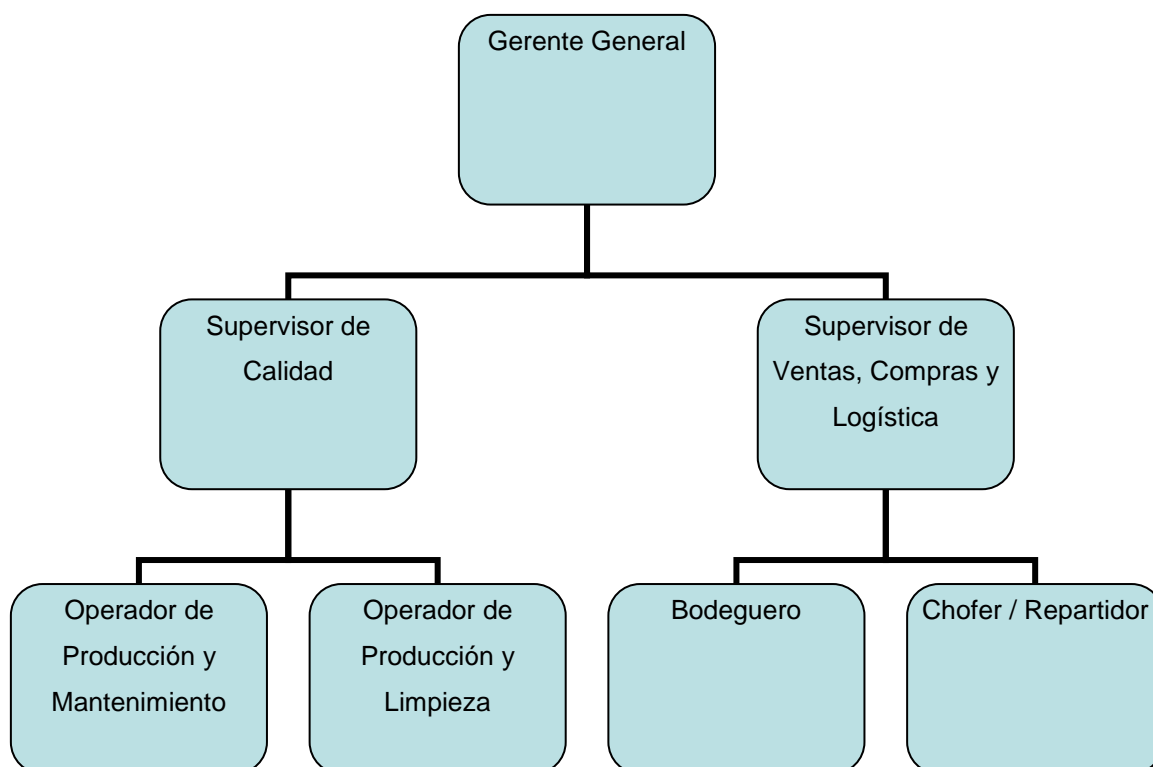 Gerente General
Supervisor de
Calidad
Supervisor de
Ventas, Compras y
Logística
Operador de
Producción y
Mantenimiento
Operador de
Producción y
Limpieza
Bodeguero
Chofer / Repartidor